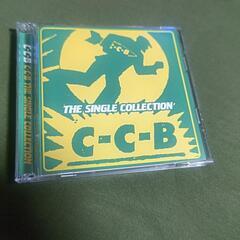 C-C-B
THE SINGLE COLLECTION
C-C-B
C-C-B THE SINGLE COLLECTION